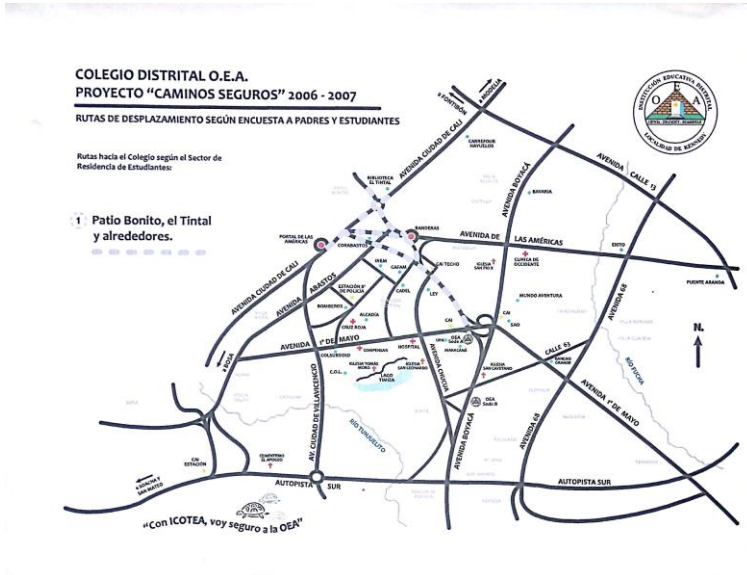 COLEGIO DISTRITAL O.E.A.
PROYECTO "CAMINOS SEGUROS" 2006 - 2007
RUTAS DE DESPLAZAMIENTO SEGÚN ENCUESTA A PADRES Y ESTUDIANTES
Rutas hacia el Colegio según el Sector de
Residencia de Estudiantes:
1 Patio Bonito, el Tintal
y alrededores.
INSTITUCIÓN EDUCATIVA DISTRITAL
O E A
LOCALIDAD DE KENNEDY
a FONTIBÓN
a MODELIA
AVENIDA CIUDAD DE CALI
CARREFOUR
HAYUELOS
AVENIDA CALLE 13
BIBLIOTECA
EL TINTAL
AVENIDA BOYACÁ
BAVARIA
BANDERAS
PORTAL DE LAS
AMÉRICAS
CORABASTOS
AVENIDA DE LAS AMÉRICAS
ÉXITO
PUENTE ARANDA
INEM
CAFAM
CAI TECHO
IGLESIA
SAN PÍO X
CLÍNICA DE
OCCIDENTE
AVENIDA CIUDAD DE CALI
AVENIDA ABASTOS
ESTACIÓN 8ª
DE POLICÍA
CADEL
LEY
MUNDO AVENTURA
AVENIDA 68
BOMBEROS
ALCALDÍA
CRUZ ROJA
CAI
CAI
SAO
N.
AVENIDA 1º DE MAYO
HOSPITAL
OEA
Sede A
MARACANÁ
CALLE 63
a BOSA
COLSUBSIDIO
COMPENSAR
IGLESIA TOMÁS
MORO
IGLESIA
SAN LEONARDO
IGLESIA
SAN CAYETANO
RÍO FUCHA
C.O.L.
LAGO
TIMIZA
AVENIDA CHUCUA
OEA
Sede B
AVENIDA 1º DE MAYO
AV. CIUDAD DE VILLAVICENCIO
RÍO TUNJUELITO
AVENIDA BOYACÁ
AVENIDA 68
CAI
ESTACIÓN
CEMENTERIO
EL APOGEO
a SOACHA Y
SAN MATEO
AUTOPISTA SUR
AUTOPISTA SUR
"Con ICOTEA, voy seguro a la OEA"